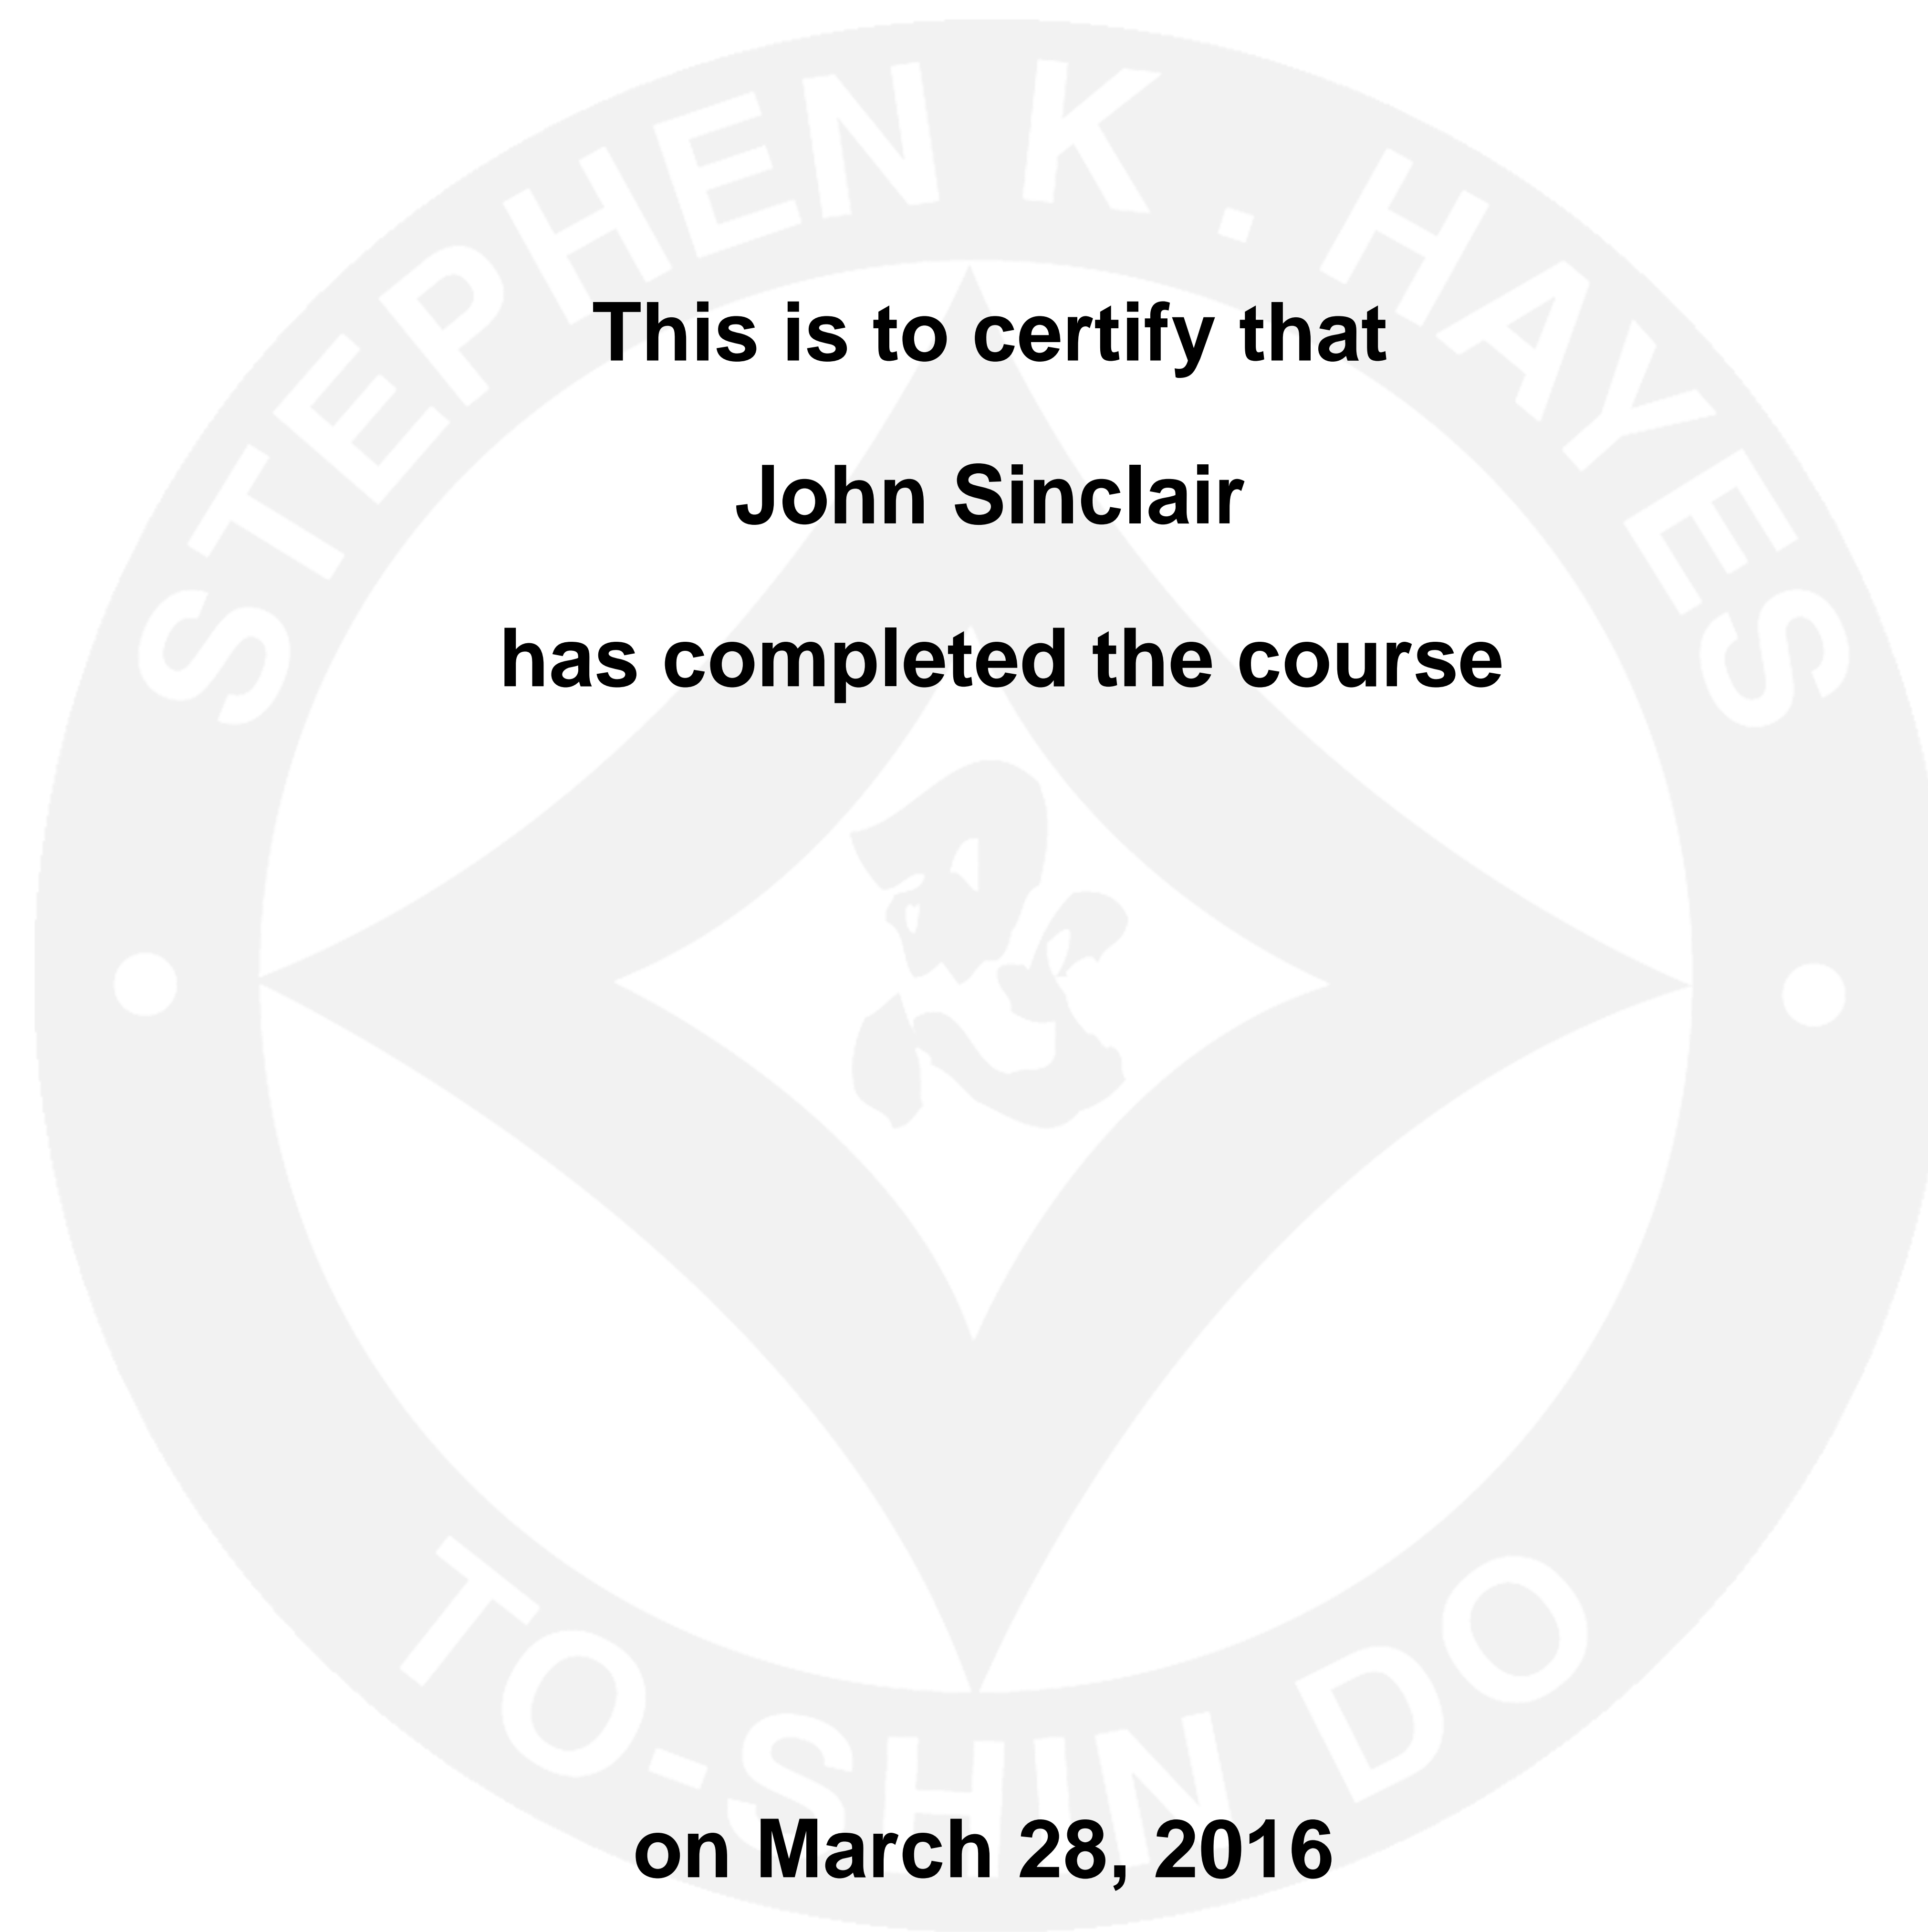 STEPHEN K. HAYES
This is to certify that
John Sinclair
has completed the course
忍
TO-SHIN DO
on March 28, 2016